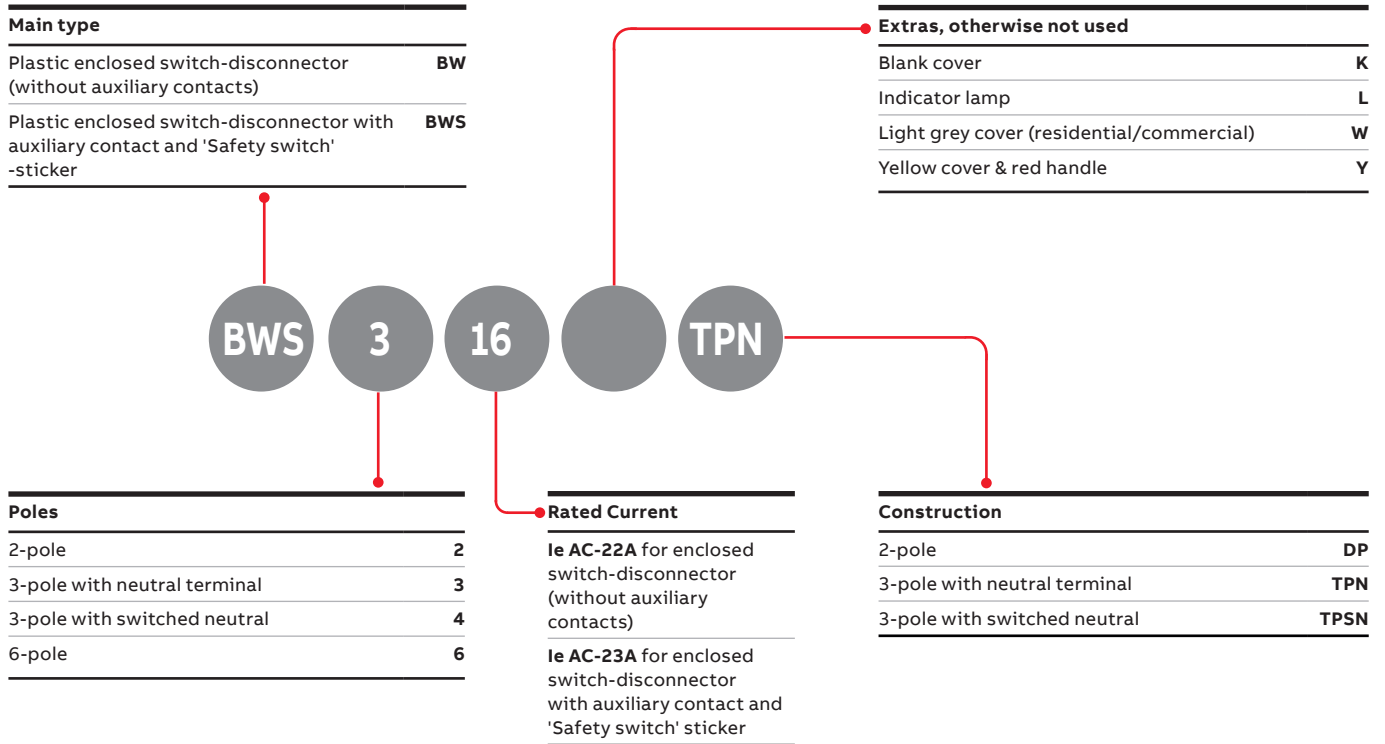 Main type
Plastic enclosed switch-disconnector BW
(without auxiliary contacts)
Plastic enclosed switch-disconnector with BWS
auxiliary contact and 'Safety switch'
-sticker
Extras, otherwise not used
Blank cover K
Indicator lamp L
Light grey cover (residential/commercial) W
Yellow cover & red handle Y
BWS 3 16 TPN
Poles
2-pole 2
3-pole with neutral terminal 3
3-pole with switched neutral 4
6-pole 6
Rated Current
Ie AC-22A for enclosed
switch-disconnector
(without auxiliary
contacts)
Ie AC-23A for enclosed
switch-disconnector
with auxiliary contact and
'Safety switch' sticker
Construction
2-pole DP
3-pole with neutral terminal TPN
3-pole with switched neutral TPSN